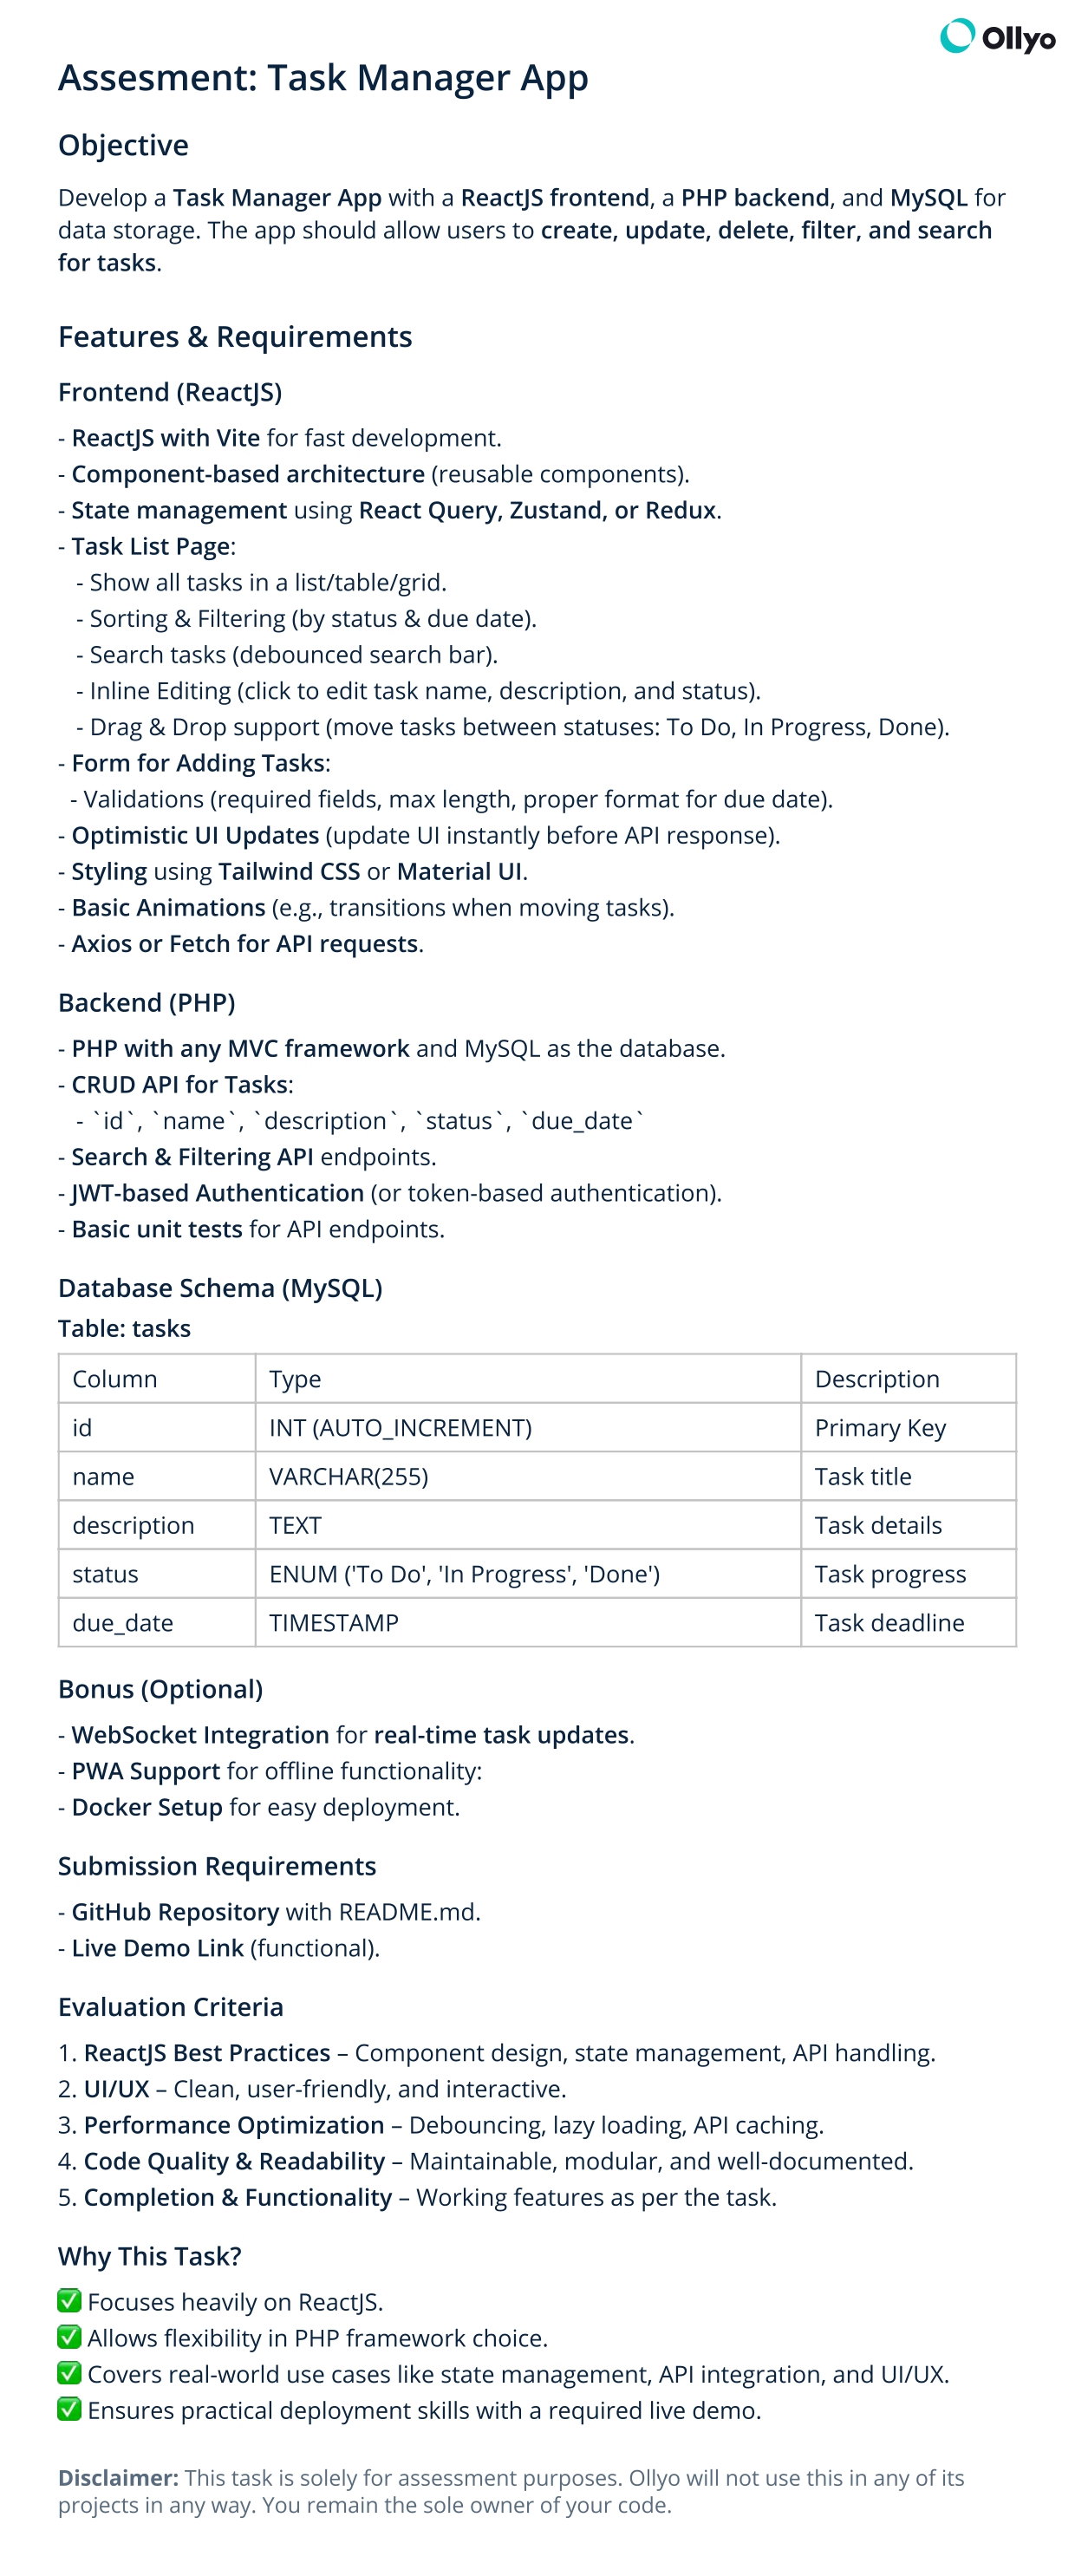 Ollyo
Assesment: Task Manager App
Objective
Develop a Task Manager App with a ReactJS frontend, a PHP backend, and MySQL for
data storage. The app should allow users to create, update, delete, filter, and search
for tasks.
Features & Requirements
Frontend (ReactJS)
- ReactJS with Vite for fast development.
- Component-based architecture (reusable components).
- State management using React Query, Zustand, or Redux.
- Task List Page:
- Show all tasks in a list/table/grid.
- Sorting & Filtering (by status & due date).
- Search tasks (debounced search bar).
- Inline Editing (click to edit task name, description, and status).
- Drag & Drop support (move tasks between statuses: To Do, In Progress, Done).
- Form for Adding Tasks:
- Validations (required fields, max length, proper format for due date).
- Optimistic UI Updates (update UI instantly before API response).
- Styling using Tailwind CSS or Material UI.
- Basic Animations (e.g., transitions when moving tasks).
- Axios or Fetch for API requests.
Backend (PHP)
- PHP with any MVC framework and MySQL as the database.
- CRUD API for Tasks:
- `id`, `name`, `description`, `status`, `due_date`
- Search & Filtering API endpoints.
- JWT-based Authentication (or token-based authentication).
- Basic unit tests for API endpoints.
Database Schema (MySQL)
Table: tasks
Column Type Description
id INT (AUTO_INCREMENT) Primary Key
name VARCHAR(255) Task title
description TEXT Task details
status ENUM ('To Do', 'In Progress', 'Done') Task progress
due_date TIMESTAMP Task deadline
Bonus (Optional)
- WebSocket Integration for real-time task updates.
- PWA Support for offline functionality:
- Docker Setup for easy deployment.
Submission Requirements
- GitHub Repository with README.md.
- Live Demo Link (functional).
Evaluation Criteria
1. ReactJS Best Practices – Component design, state management, API handling.
2. UI/UX – Clean, user-friendly, and interactive.
3. Performance Optimization – Debouncing, lazy loading, API caching.
4. Code Quality & Readability – Maintainable, modular, and well-documented.
5. Completion & Functionality – Working features as per the task.
Why This Task?
✅ Focuses heavily on ReactJS.
✅ Allows flexibility in PHP framework choice.
✅ Covers real-world use cases like state management, API integration, and UI/UX.
✅ Ensures practical deployment skills with a required live demo.
Disclaimer: This task is solely for assessment purposes. Ollyo will not use this in any of its
projects in any way. You remain the sole owner of your code.